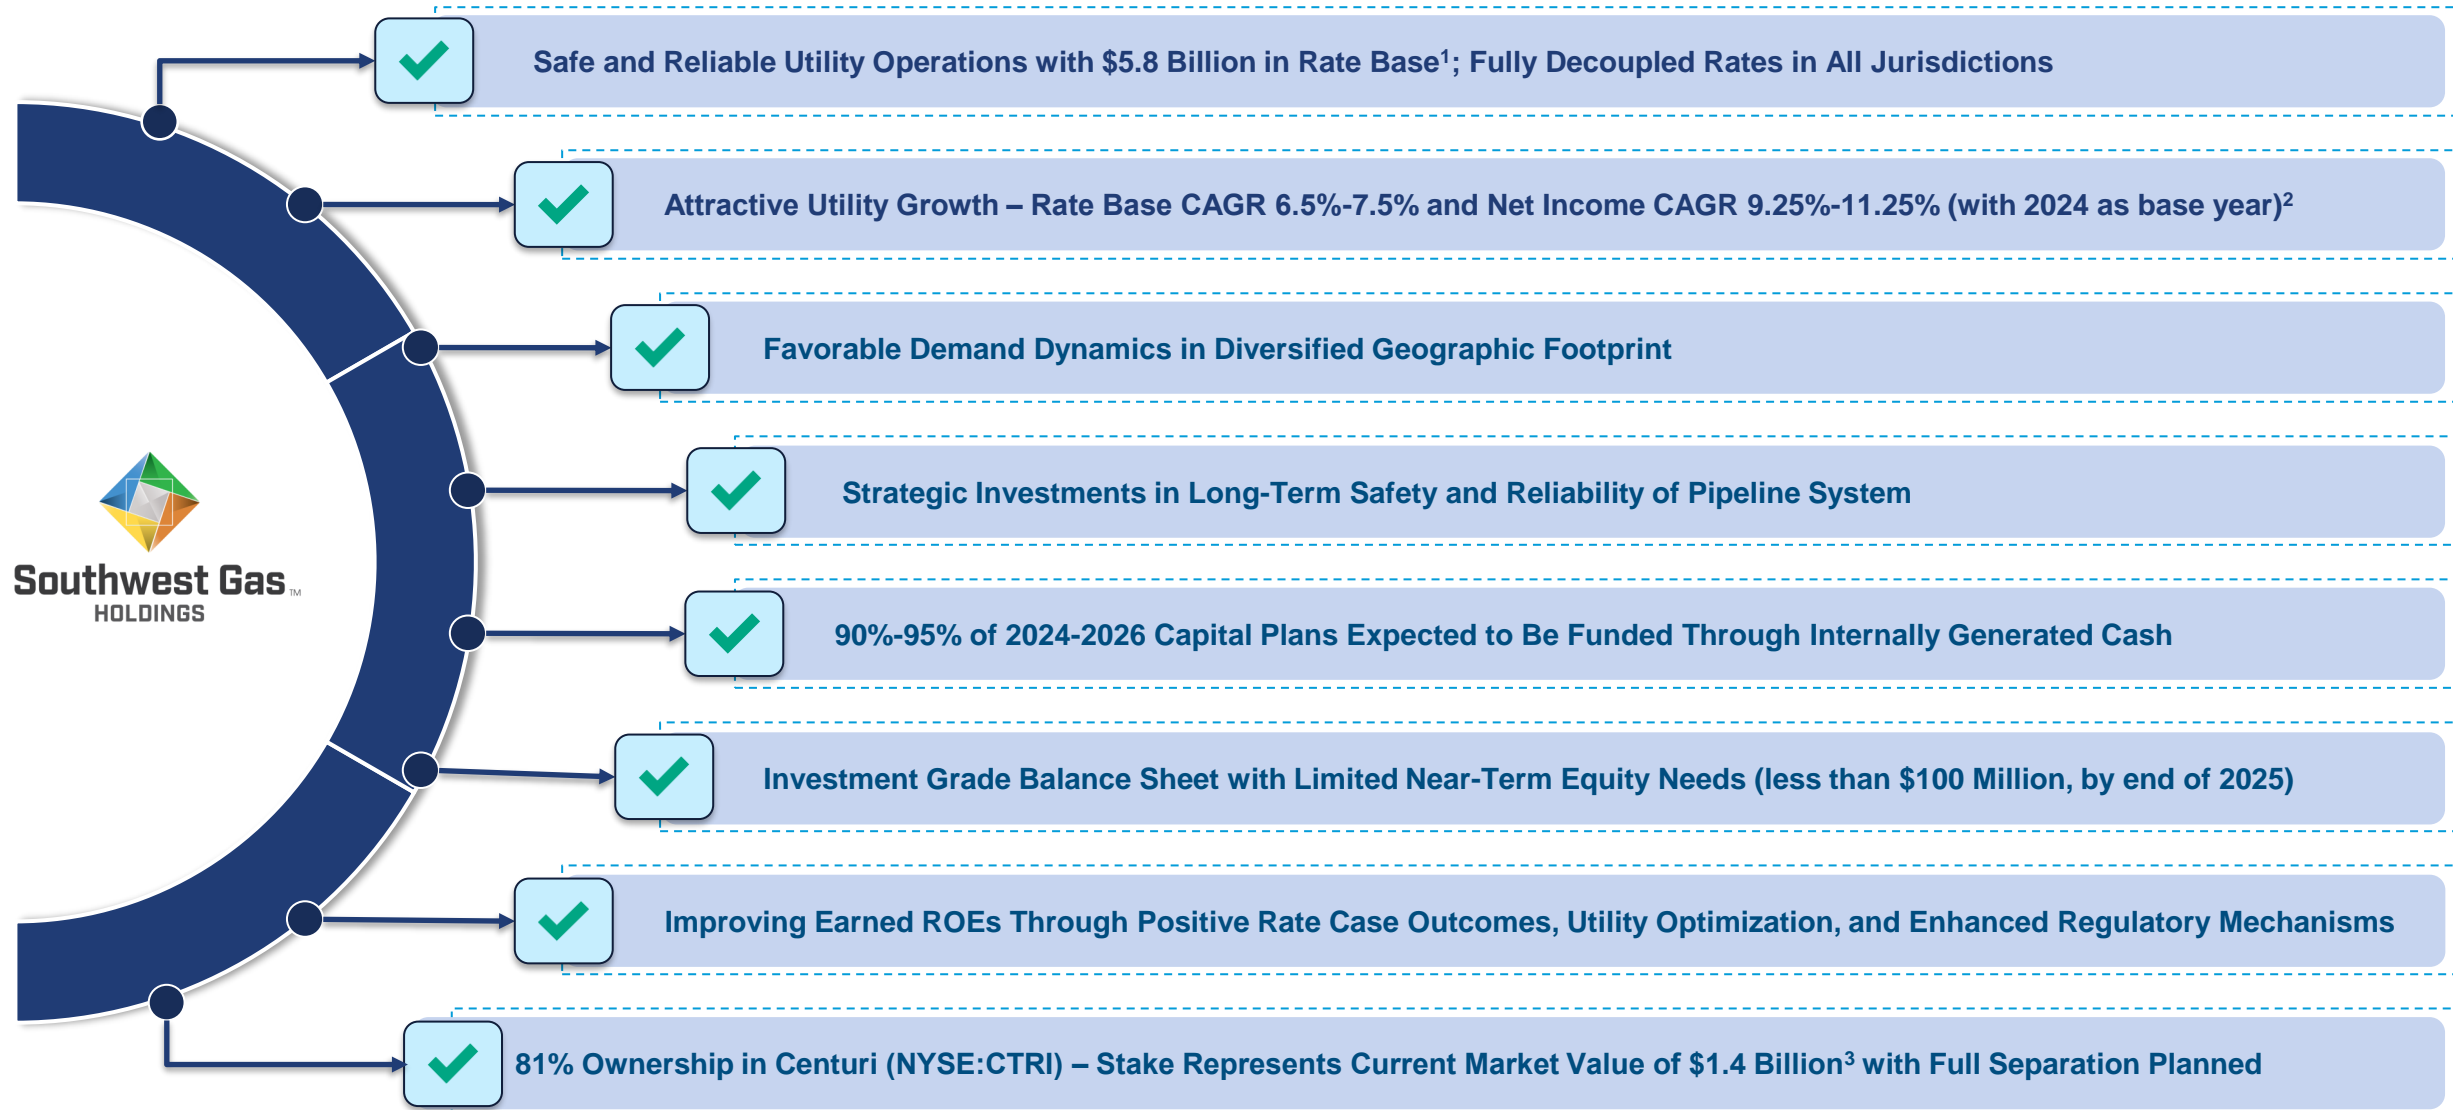 Safe and Reliable Utility Operations with $5.8 Billion in Rate Base¹; Fully Decoupled Rates in All Jurisdictions
Attractive Utility Growth – Rate Base CAGR 6.5%-7.5% and Net Income CAGR 9.25%-11.25% (with 2024 as base year)²
Favorable Demand Dynamics in Diversified Geographic Footprint
Strategic Investments in Long-Term Safety and Reliability of Pipeline System
Southwest Gas™
HOLDINGS
90%-95% of 2024-2026 Capital Plans Expected to Be Funded Through Internally Generated Cash
Investment Grade Balance Sheet with Limited Near-Term Equity Needs (less than $100 Million, by end of 2025)
Improving Earned ROEs Through Positive Rate Case Outcomes, Utility Optimization, and Enhanced Regulatory Mechanisms
81% Ownership in Centuri (NYSE:CTRI) – Stake Represents Current Market Value of $1.4 Billion³ with Full Separation Planned